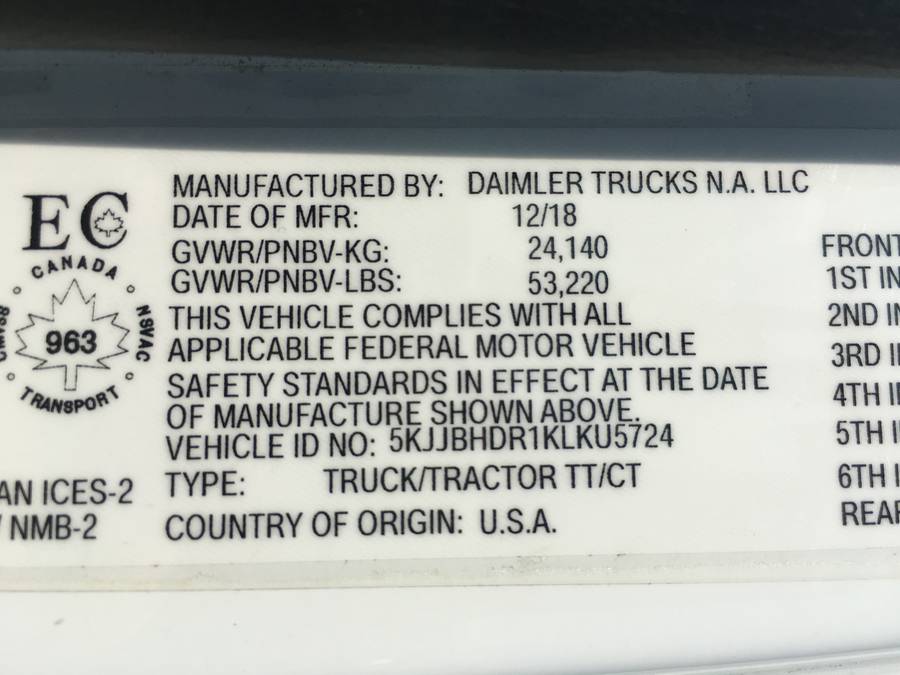 EC
CANADA
963
TRANSPORT
NSVAC
MANUFACTURED BY: DAIMLER TRUCKS N.A. LLC
DATE OF MFR: 12/18
GVWR/PNBV-KG: 24,140
GVWR/PNBV-LBS: 53,220
THIS VEHICLE COMPLIES WITH ALL
APPLICABLE FEDERAL MOTOR VEHICLE
SAFETY STANDARDS IN EFFECT AT THE DATE
OF MANUFACTURE SHOWN ABOVE.
VEHICLE ID NO: 5KJJBHDR1KLKU5724
TYPE: TRUCK/TRACTOR TT/CT
COUNTRY OF ORIGIN: U.S.A.
AN ICES-2
/ NMB-2
FRONT
1ST IN
2ND IN
3RD I
4TH I
5TH I
6TH I
REAR